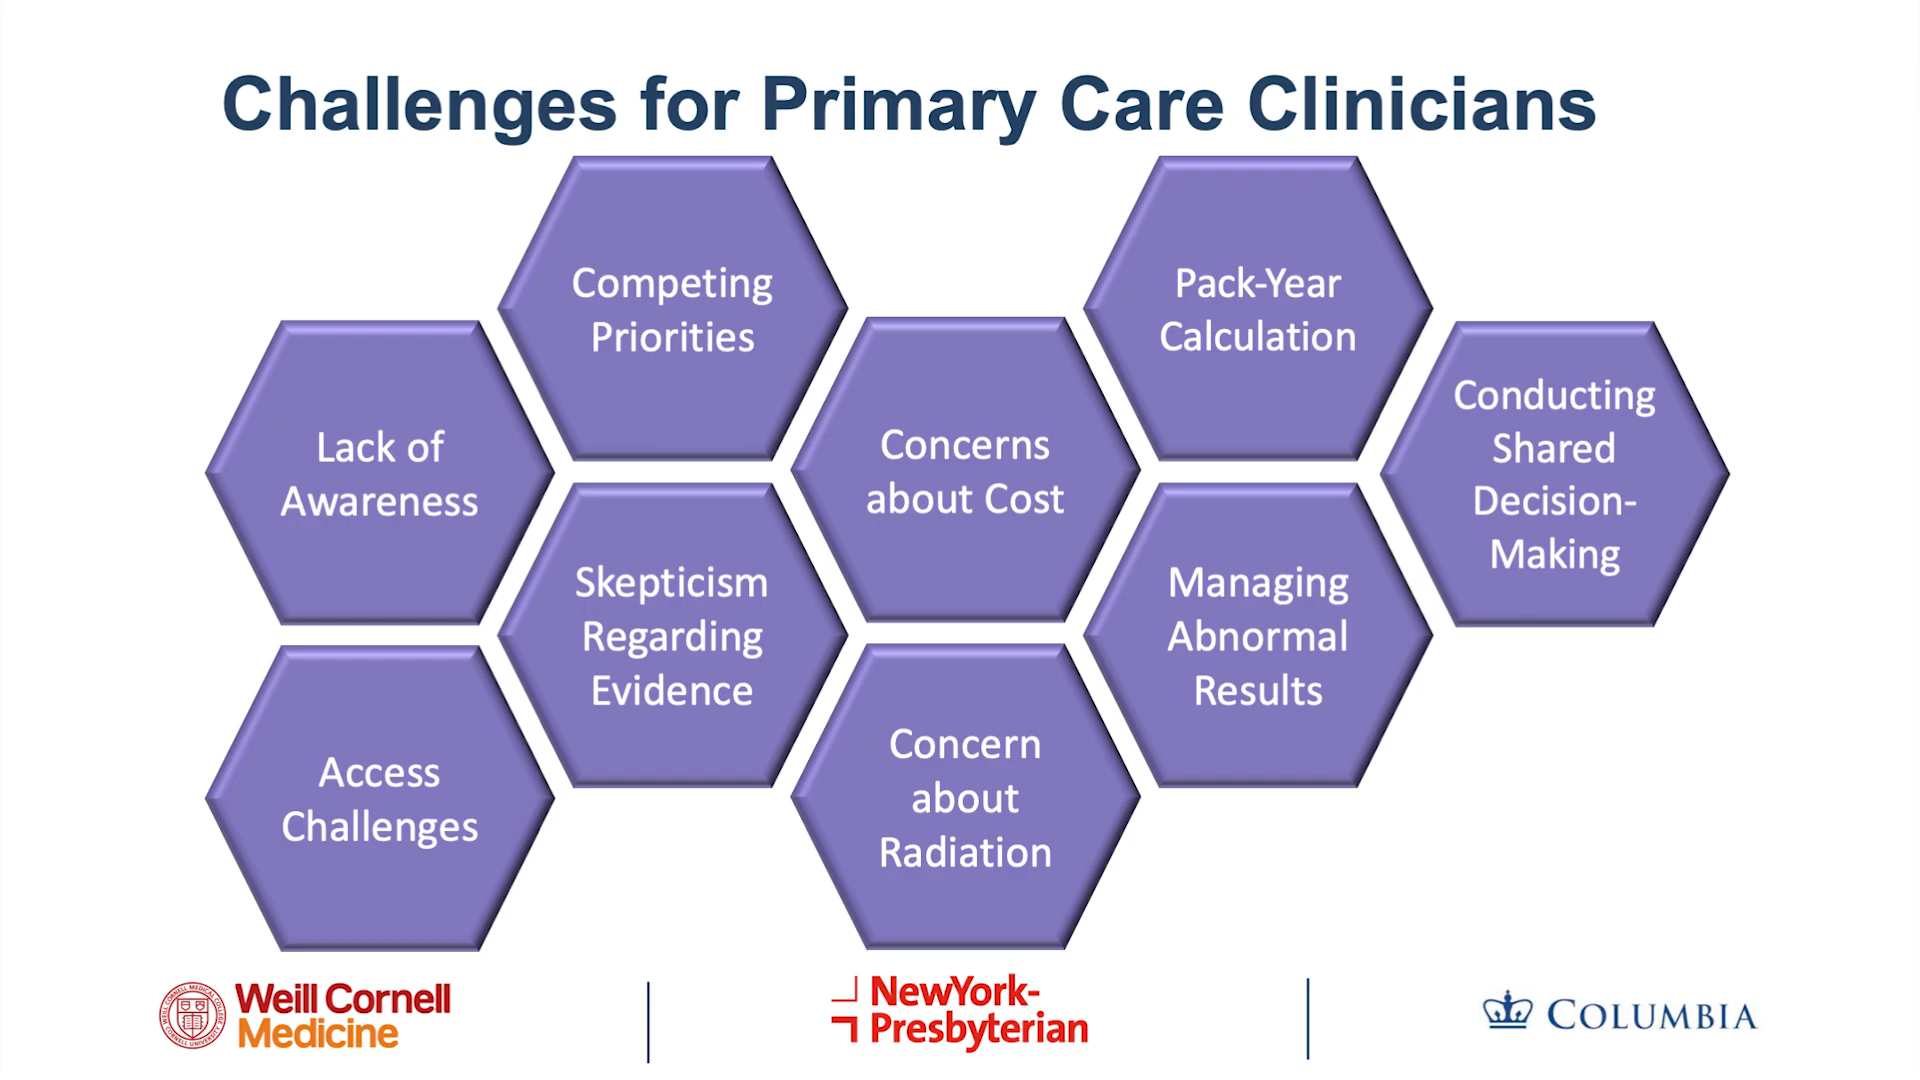 Challenges for Primary Care Clinicians
Competing
Priorities
Pack-Year
Calculation
Lack of
Awareness
Concerns
about Cost
Conducting
Shared
Decision-
Making
Skepticism
Regarding
Evidence
Managing
Abnormal
Results
Access
Challenges
Concern
about
Radiation
Weill Cornell
Medicine
NewYork-
Presbyterian
COLUMBIA